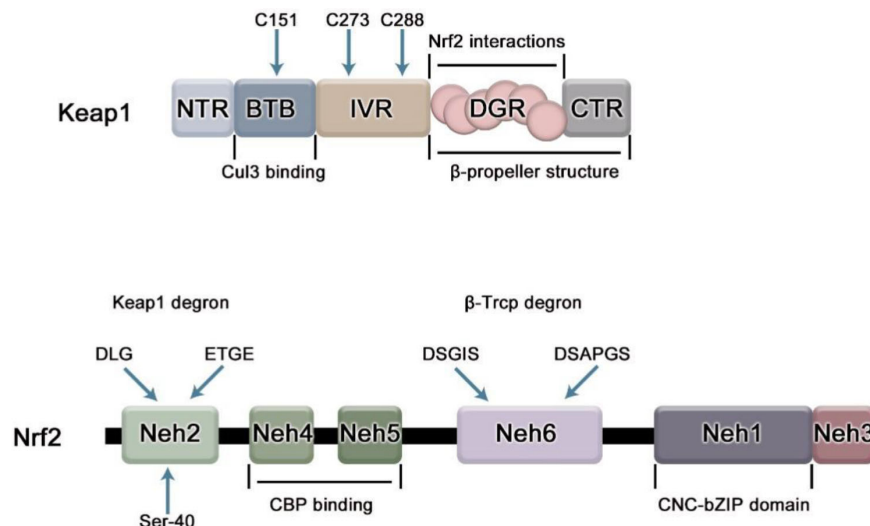 C151 C273 C288
Nrf2 interactions
Keap1 NTR BTB IVR DGR CTR
Cul3 binding β-propeller structure
Keap1 degron β-Trcp degron
DLG ETGE DSGIS DSAPGS
Nrf2 Neh2 Neh4 Neh5 Neh6 Neh1 Neh3
CBP binding CNC-bZIP domain
Ser-40